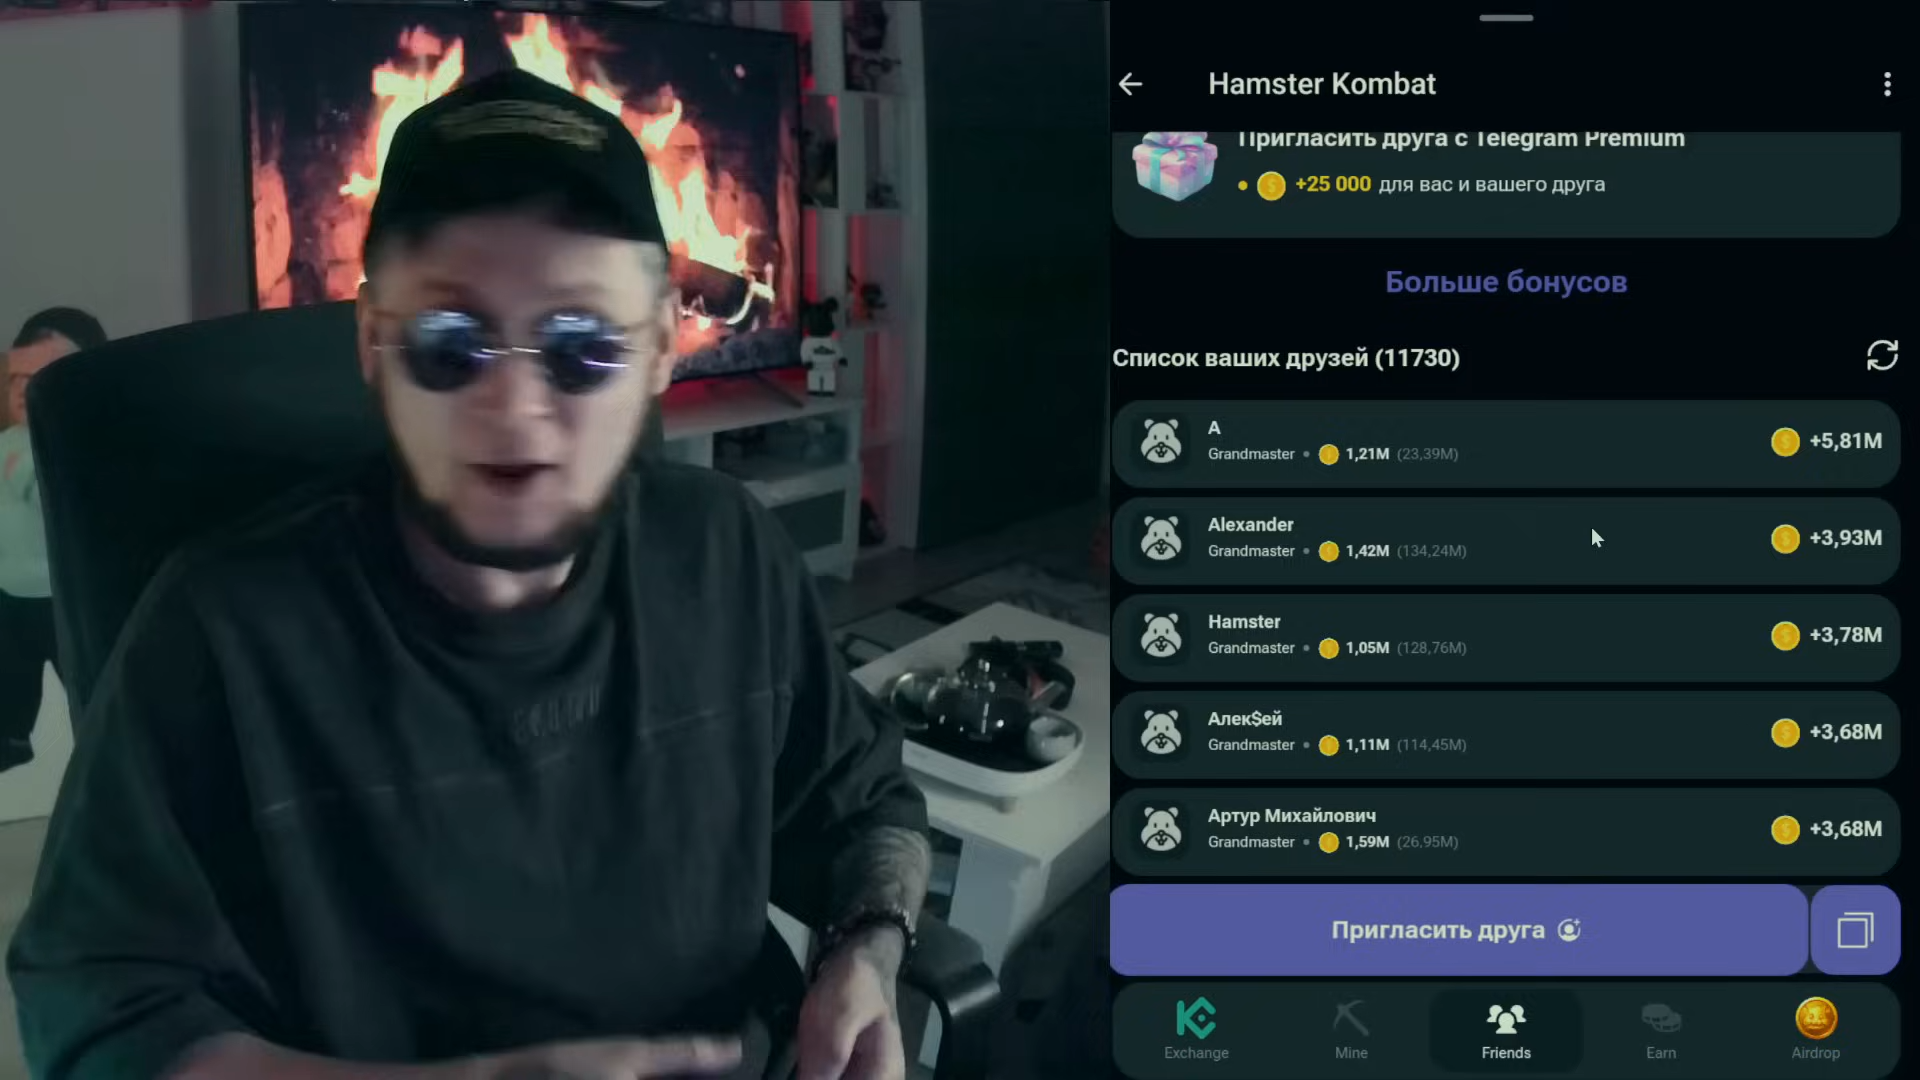 Hamster Kombat
Пригласить друга с Telegram Premium
+25 000 для вас и вашего друга
Больше бонусов
Список ваших друзей (11730)
A
Grandmaster • 1,21M (23,39M)
+5,81M
Alexander
Grandmaster • 1,42M (134,24M)
+3,93M
Hamster
Grandmaster • 1,05M (128,76M)
+3,78M
Алек$ей
Grandmaster • 1,11M (114,45M)
+3,68M
Артур Михайлович
Grandmaster • 1,59M (26,95M)
+3,68M
Пригласить друга
Exchange
Mine
Friends
Earn
Airdrop